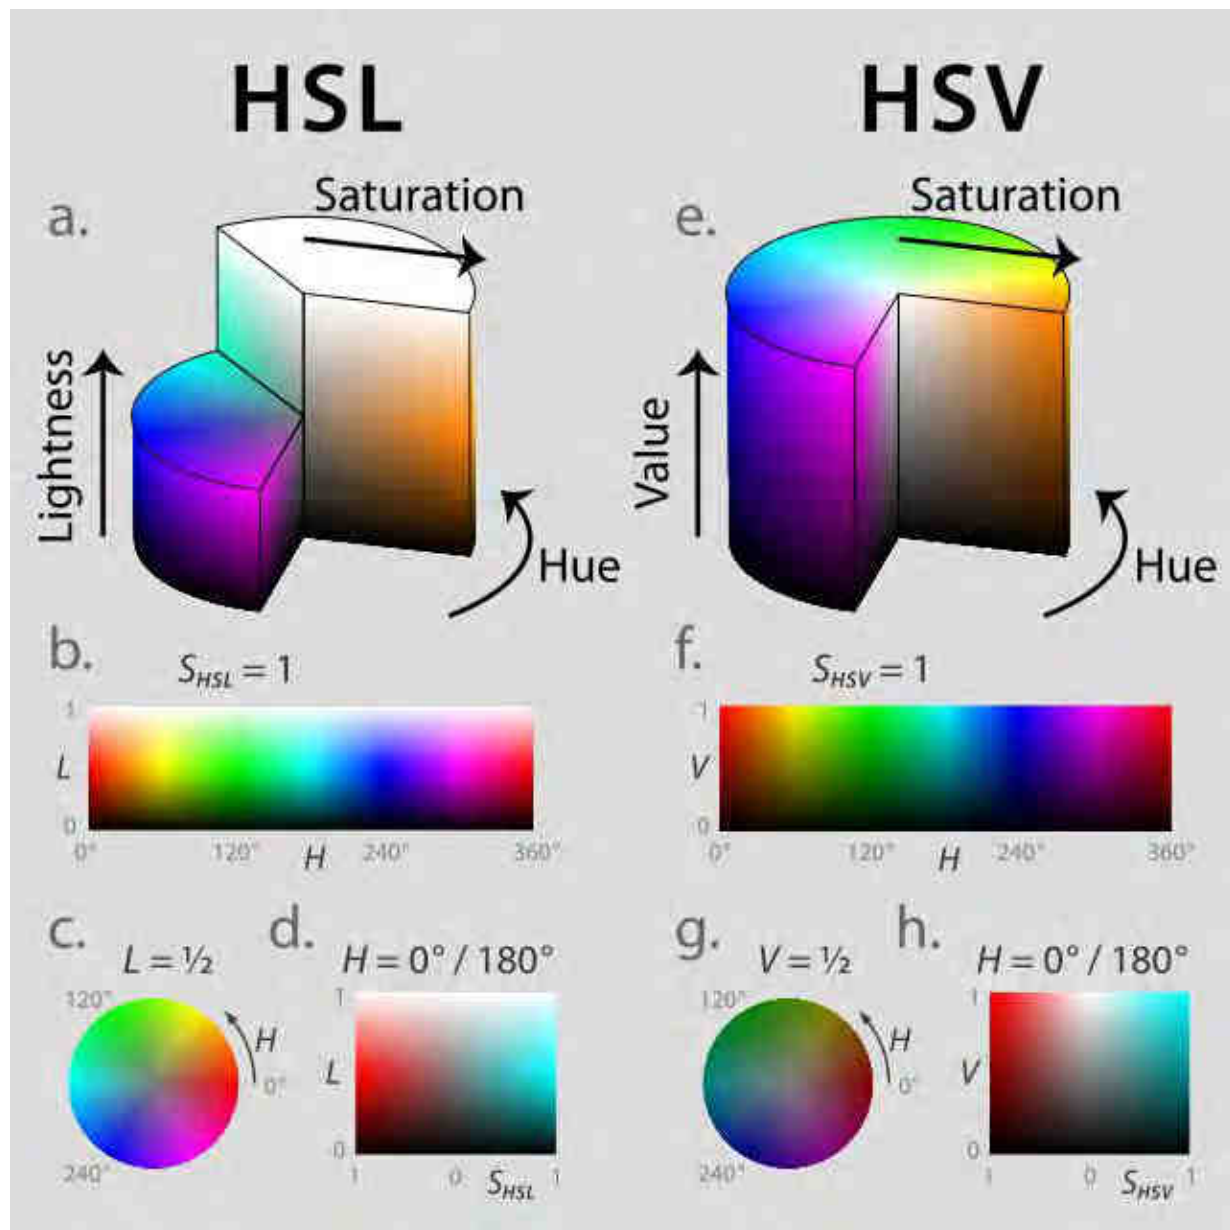 HSL
HSV
a.
Saturation
Lightness
Hue
e.
Saturation
Value
Hue
b.
S_HSL = 1
1
L
0
0° 120° H 240° 360°
f.
S_HSV = 1
1
V
0
0° 120° H 240° 360°
c.
L = ½
120°
H
0°
240°
d.
H = 0° / 180°
1
L
0
1 0 S_HSL 1
g.
V = ½
120°
H
0°
240°
h.
H = 0° / 180°
1
V
0
1 0 S_HSV 1